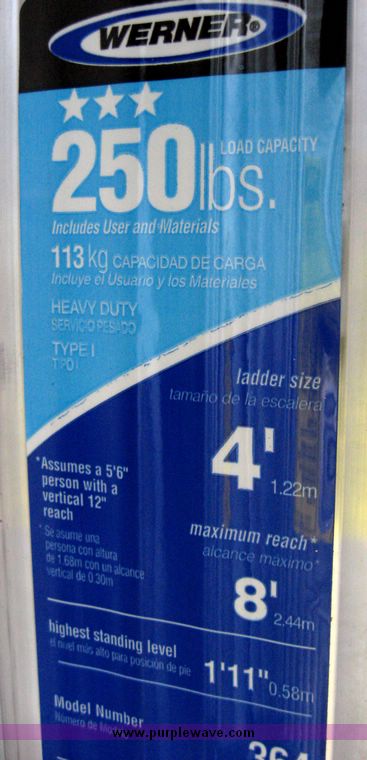 WERNER®
250lbs.
LOAD CAPACITY
Includes User and Materials
113 kg CAPACIDAD DE CARGA
Incluye el Usuario y los Materiales
HEAVY DUTY
SERVICIO PESADO
TYPE I
TIPO I
ladder size
tamaño de la escalera
4'
1.22m
*Assumes a 5'6"
person with a
vertical 12"
reach
*Se asume una
persona con altura
de 1.68m con un alcance
vertical de 0.30m
maximum reach*
alcance maximo*
8'
2.44m
highest standing level
el nivel más alto para posición de pie
1'11" 0.58m
Model Number
Número de
364
www.purplewave.com